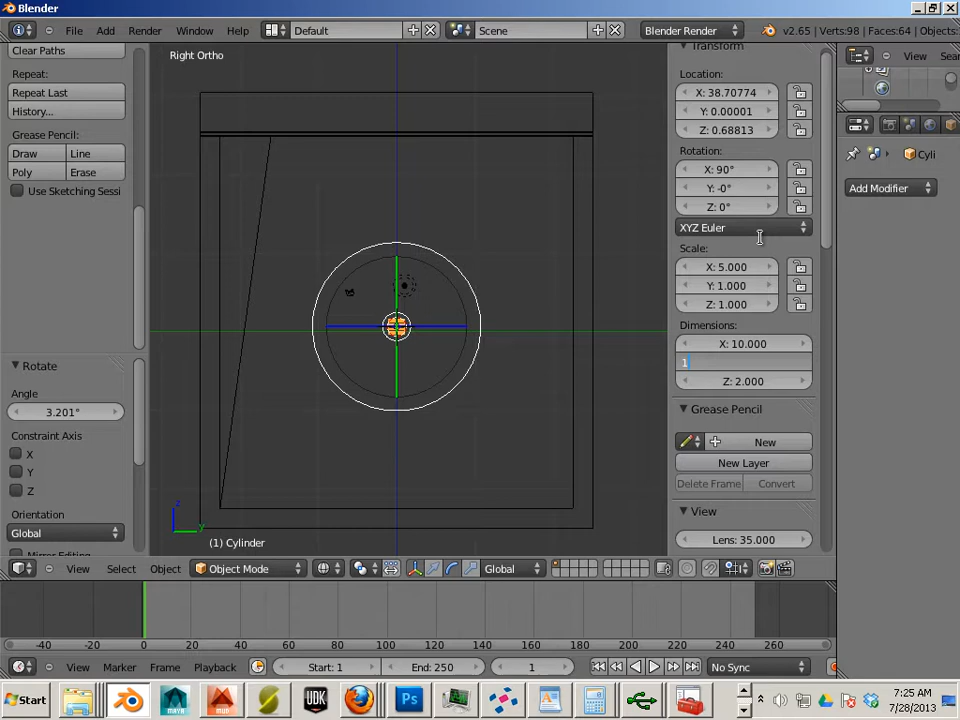 Blender
File Add Render Window Help Default Scene Blender Render v2.65 | Verts:98 | Faces:64 | Objects:
Clear Paths
Repeat:
Repeat Last
History...
Grease Pencil:
Draw Line
Poly Erase
Use Sketching Sessi
Rotate
Angle
3.201°
Constraint Axis
X
Y
Z
Orientation
Global
Mirror Editing
Right Ortho
z
y
(1) Cylinder
Transform
Location:
X: 38.70774
Y: 0.00001
Z: 0.68813
Rotation:
X: 90°
Y: -0°
Z: 0°
XYZ Euler
Scale:
X: 5.000
Y: 1.000
Z: 1.000
Dimensions:
X: 10.000
1
Z: 2.000
Grease Pencil
New
New Layer
Delete Frame Convert
View
Lens: 35.000
View Sear
Cyli
Add Modifier
View Select Object Object Mode Global
-40 -20 0 20 40 60 80 100 120 140 160 180 200 220 240 260
View Marker Frame Playback Start: 1 End: 250 1 No Sync
Start UDK Ps 7:25 AM
7/28/2013